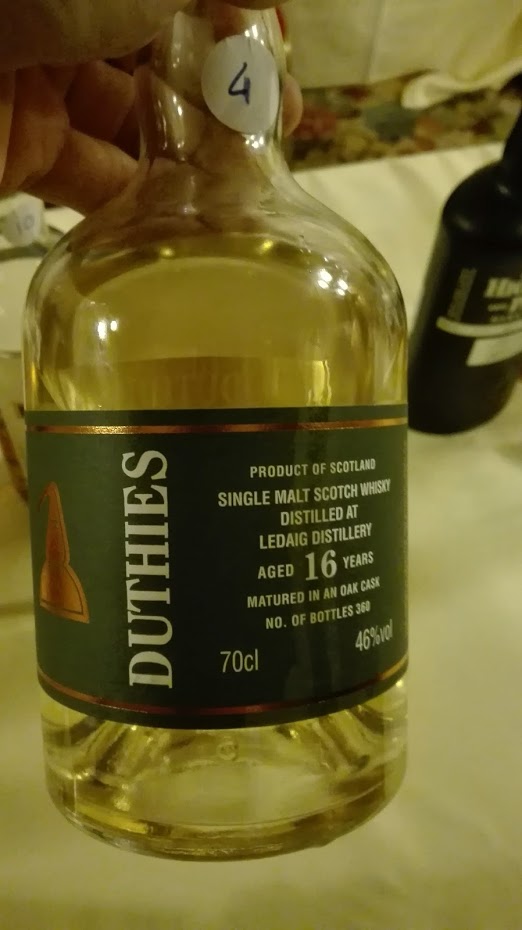 4
DUTHIES
PRODUCT OF SCOTLAND
SINGLE MALT SCOTCH WHISKY
DISTILLED AT
LEDAIG DISTILLERY
AGED 16 YEARS
MATURED IN AN OAK CASK
NO. OF BOTTLES 360
46%vol
70cl
10